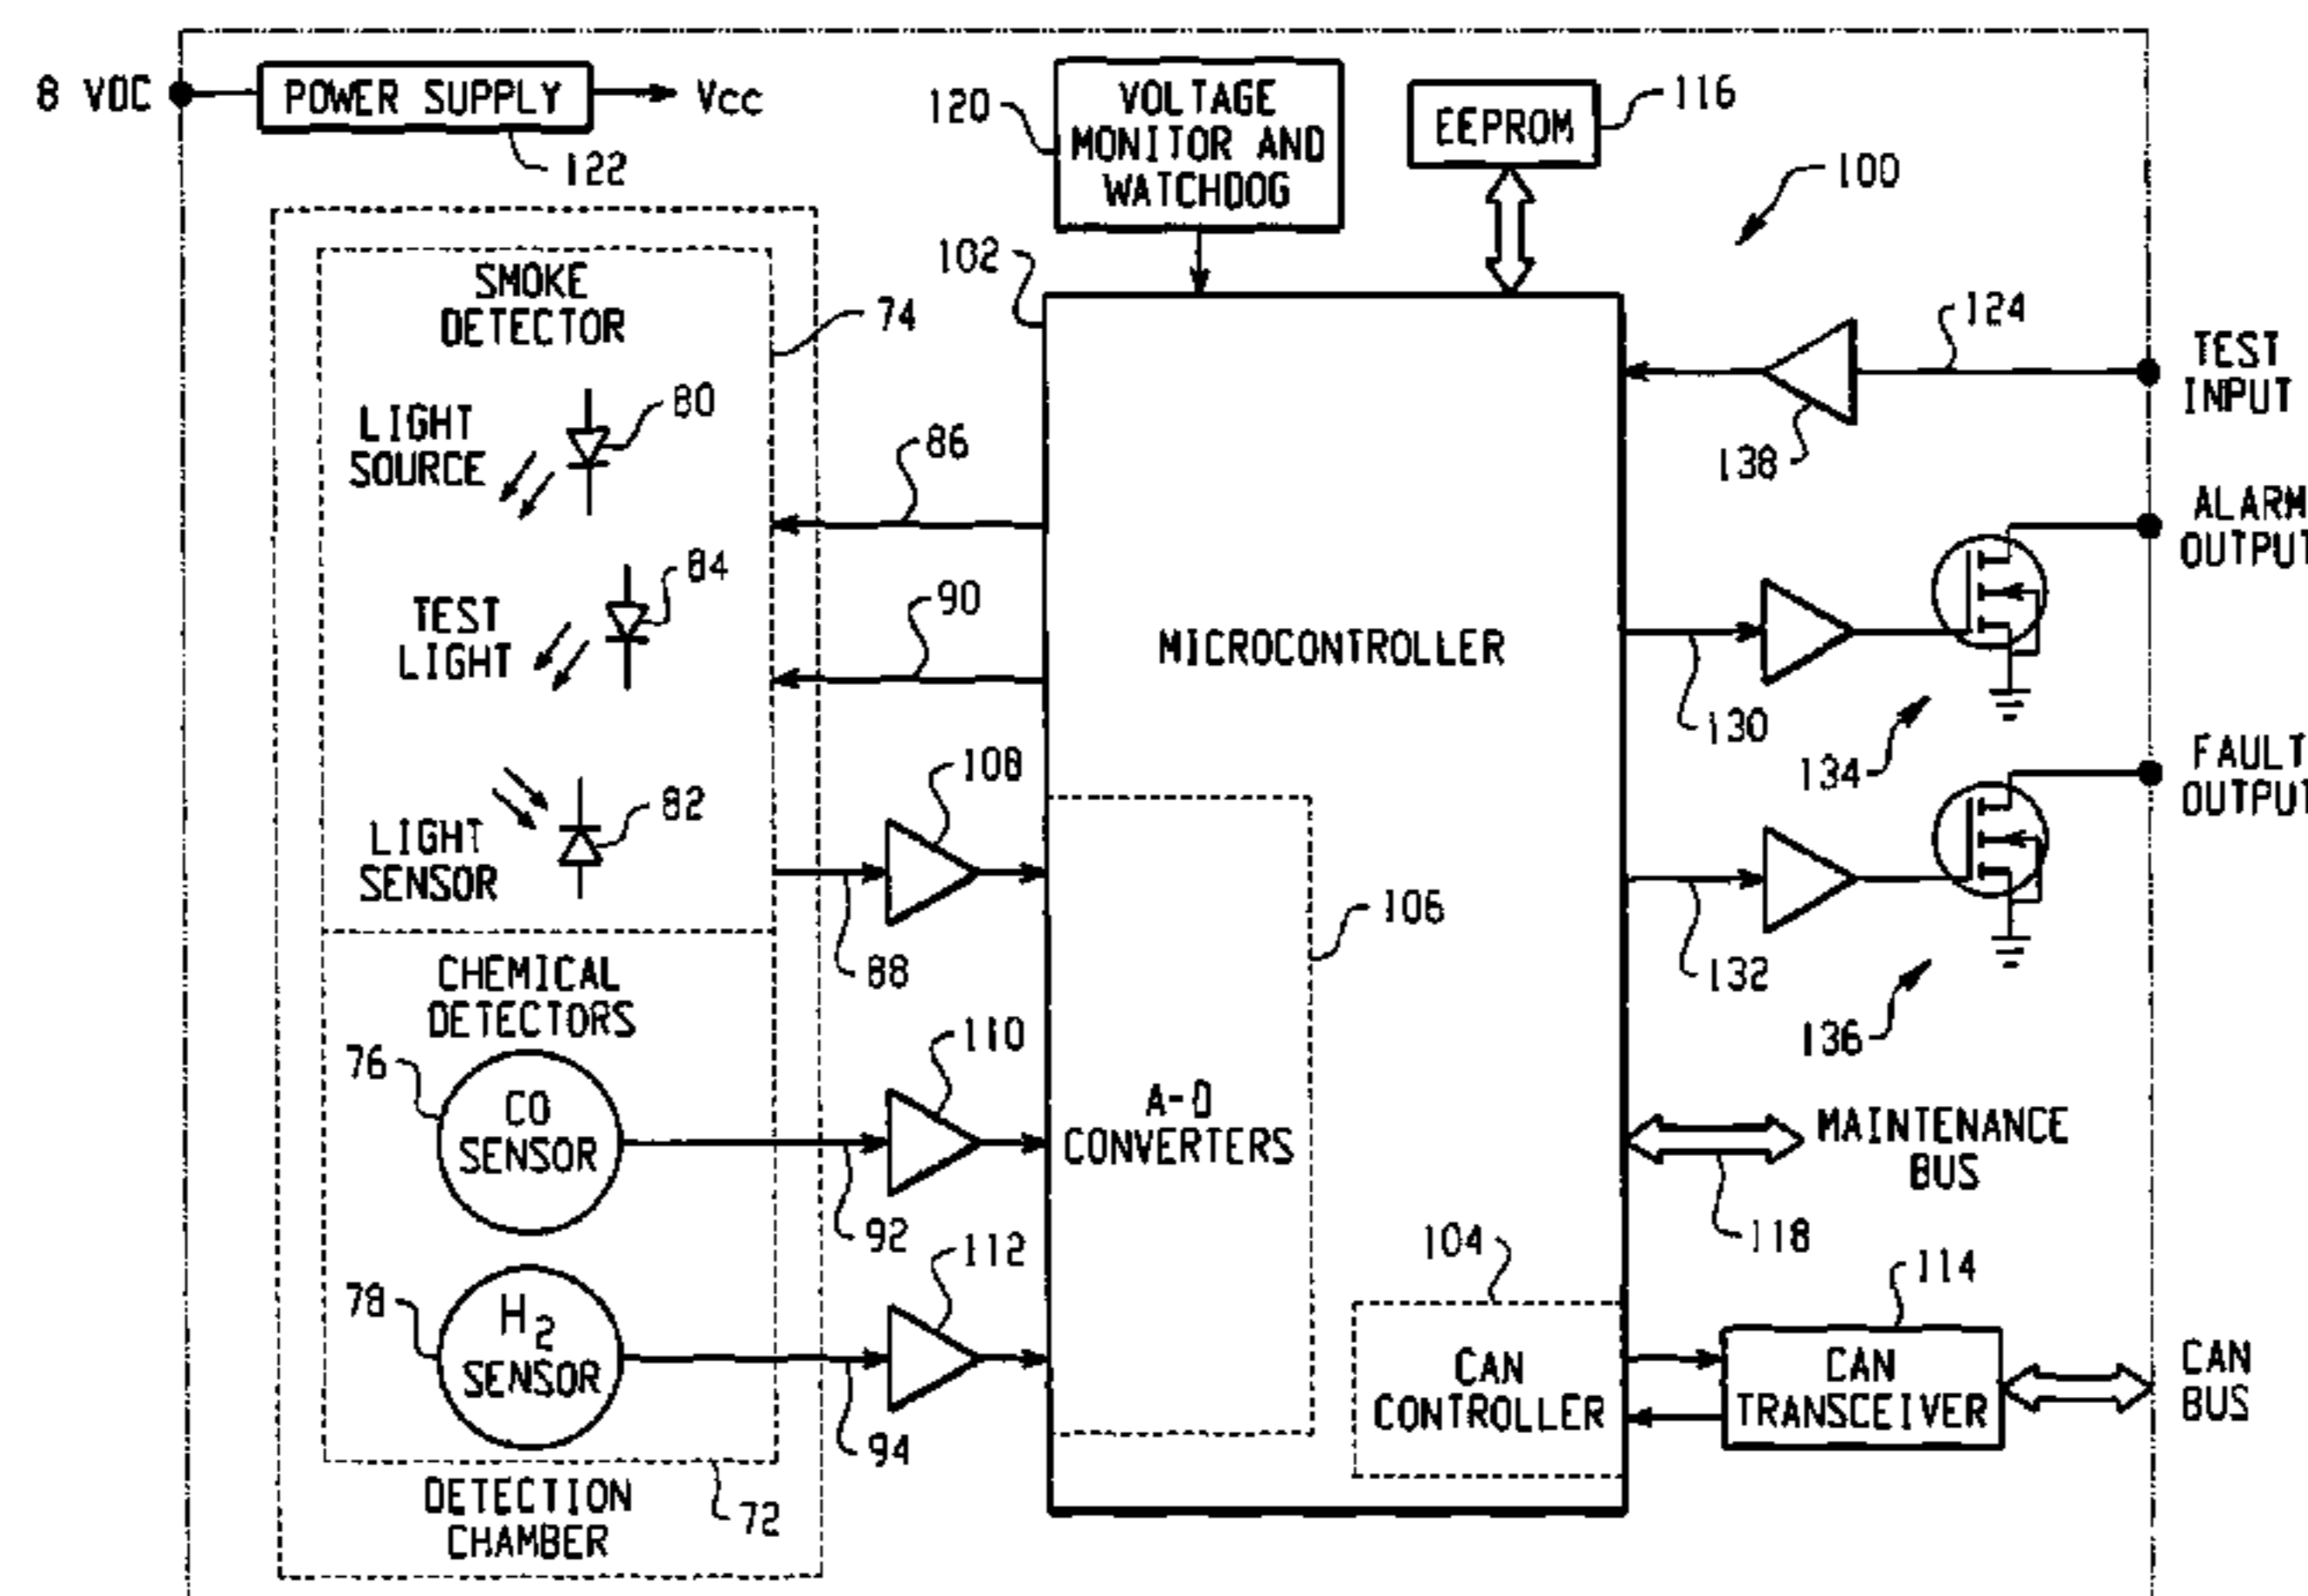 8 VDC
POWER SUPPLY
Vcc
122
120
VOLTAGE
MONITOR AND
WATCHDOG
EEPROM
116
100
102
SMOKE
DETECTOR
74
LIGHT
SOURCE
80
86
TEST
LIGHT
84
90
LIGHT
SENSOR
82
108
88
CHEMICAL
DETECTORS
76
CO
SENSOR
110
92
78
H2
SENSOR
112
94
DETECTION
CHAMBER
72
MICROCONTROLLER
A-D
CONVERTERS
106
124
TEST
INPUT
138
ALARM
OUTPUT
130
134
FAULT
OUTPUT
132
136
MAINTENANCE
BUS
118
104
CAN
CONTROLLER
114
CAN
TRANSCEIVER
CAN
BUS